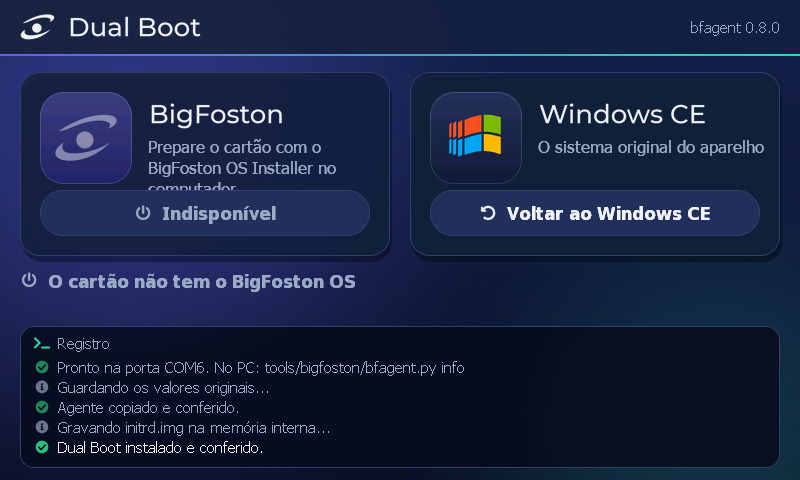 Dual Boot
bfagent 0.8.0
BigFoston
Prepare o cartão com o
BigFoston OS Installer no
computador
Indisponível
Windows CE
O sistema original do aparelho
Voltar ao Windows CE
O cartão não tem o BigFoston OS
Registro
Pronto na porta COM6. No PC: tools/bigfoston/bfagent.py info
Guardando os valores originais...
Agente copiado e conferido.
Gravando initrd.img na memória interna...
Dual Boot instalado e conferido.